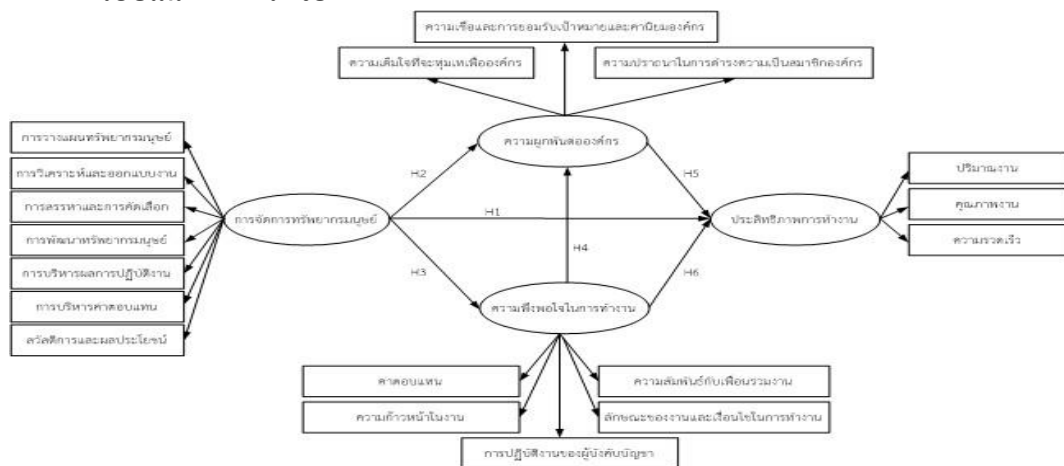 ความเชื่อและการยอมรับเป้าหมายและค่านิยมองค์กร
ความเต็มใจที่จะทุ่มเทเพื่อองค์กร
ความปรารถนาในการดำรงความเป็นสมาชิกองค์กร
การวางแผนทรัพยากรมนุษย์
ความผูกพันต่อองค์กร
การวิเคราะห์และออกแบบงาน
H2
H5
ปริมาณงาน
การสรรหาและการคัดเลือก
การจัดการทรัพยากรมนุษย์
H1
ประสิทธิภาพการทำงาน
คุณภาพงาน
การพัฒนาทรัพยากรมนุษย์
H4
ความรวดเร็ว
การบริหารผลการปฏิบัติงาน
H3
H6
การบริหารค่าตอบแทน
ความพึงพอใจในการทำงาน
สวัสดิการและผลประโยชน์
ค่าตอบแทน
ความสัมพันธ์กับเพื่อนร่วมงาน
ความก้าวหน้าในงาน
ลักษณะของงานและเงื่อนไขในการทำงาน
การปฏิบัติงานของผู้บังคับบัญชา